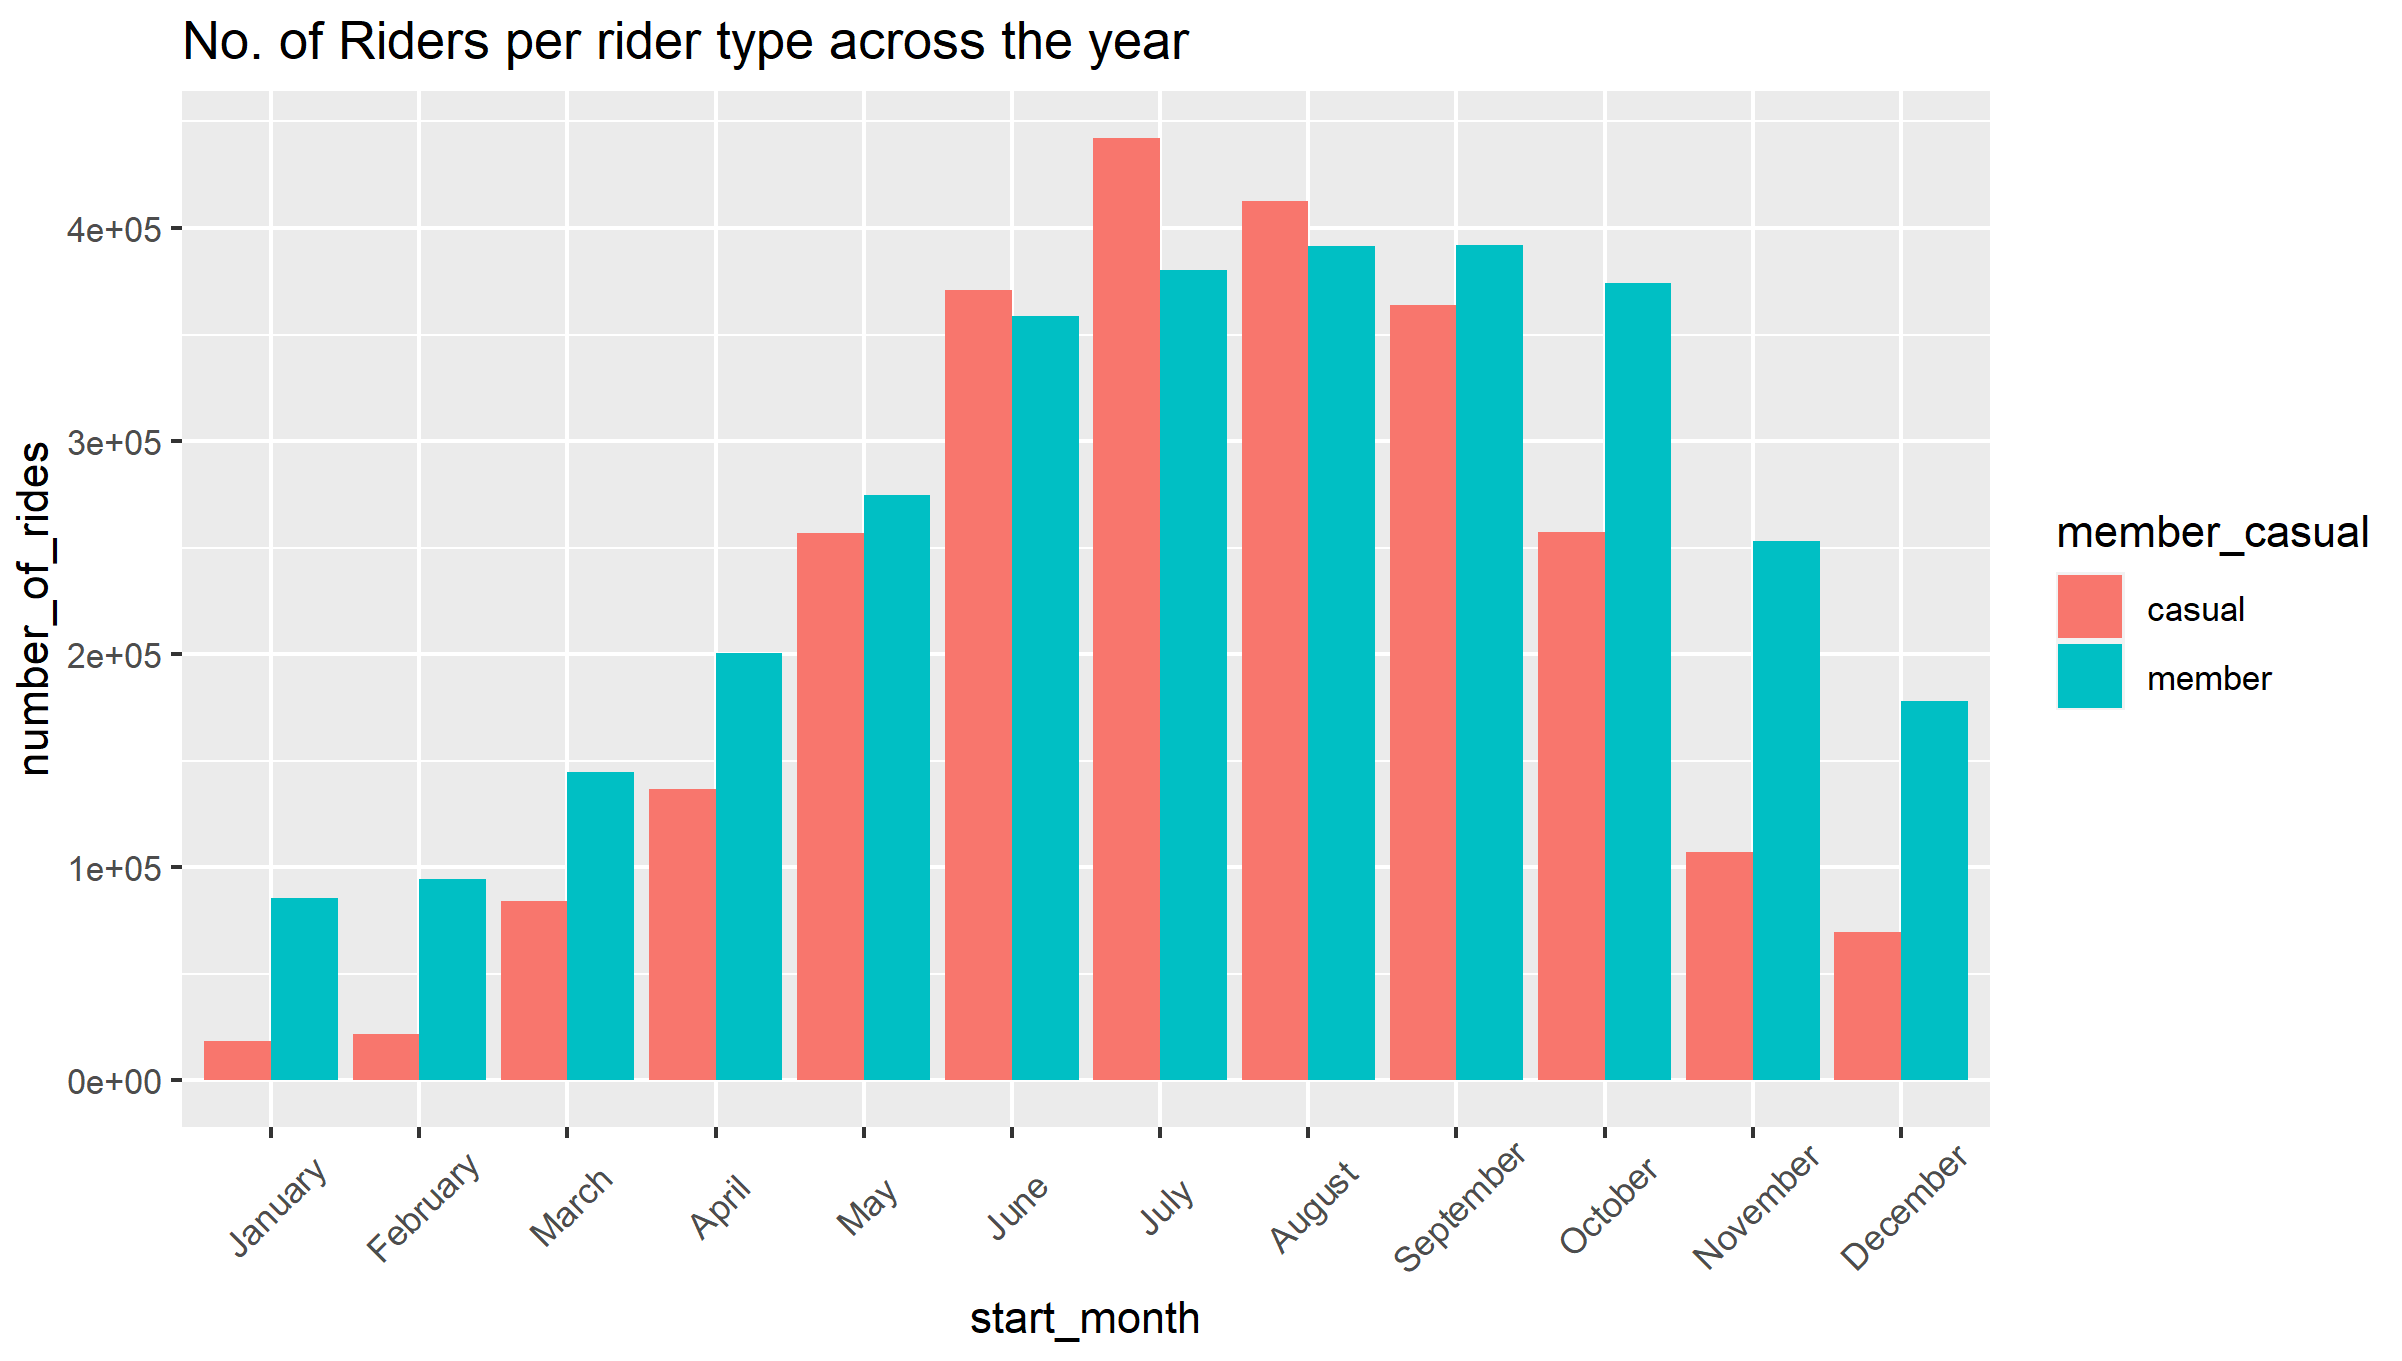 No. of Riders per rider type across the year
number_of_rides
4e+05
3e+05
2e+05
1e+05
0e+00
January
February
March
April
May
June
July
August
September
October
November
December
start_month
member_casual
casual
member